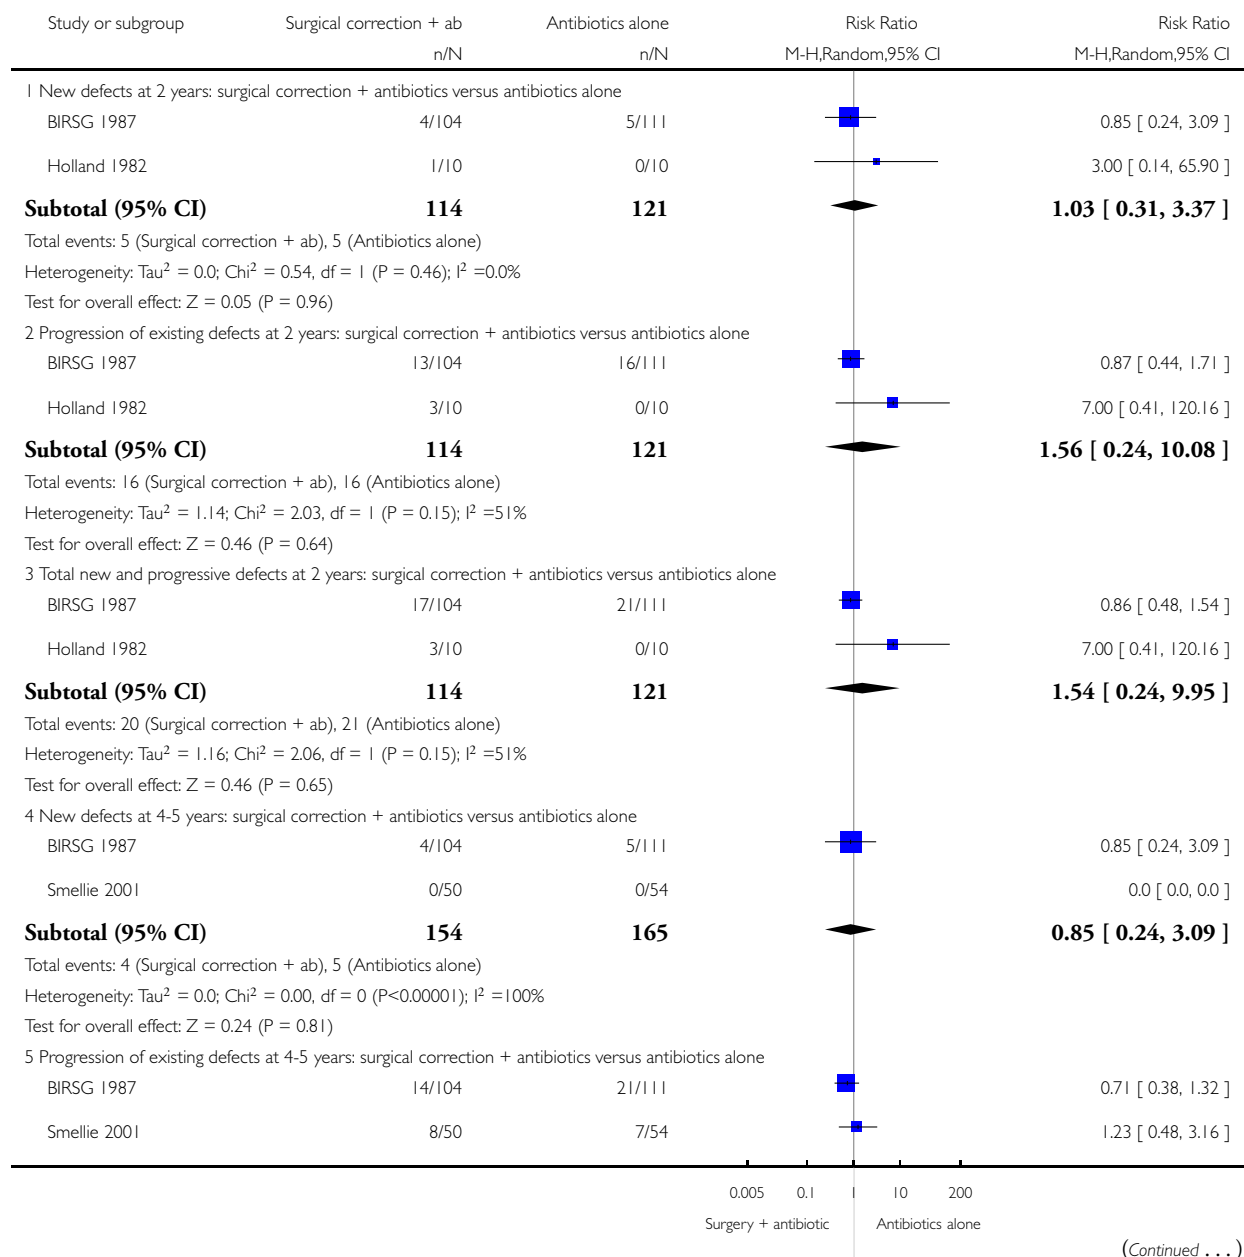 Study or subgroup Surgical correction + ab Antibiotics alone Risk Ratio Risk Ratio
n/N n/N M-H,Random,95% CI M-H,Random,95% CI
1 New defects at 2 years: surgical correction + antibiotics versus antibiotics alone
BIRSG 1987 4/104 5/111 0.85 [ 0.24, 3.09 ]
Holland 1982 1/10 0/10 3.00 [ 0.14, 65.90 ]
Subtotal (95% CI) 114 121 1.03 [ 0.31, 3.37 ]
Total events: 5 (Surgical correction + ab), 5 (Antibiotics alone)
Heterogeneity: Tau² = 0.0; Chi² = 0.54, df = 1 (P = 0.46); I² =0.0%
Test for overall effect: Z = 0.05 (P = 0.96)
2 Progression of existing defects at 2 years: surgical correction + antibiotics versus antibiotics alone
BIRSG 1987 13/104 16/111 0.87 [ 0.44, 1.71 ]
Holland 1982 3/10 0/10 7.00 [ 0.41, 120.16 ]
Subtotal (95% CI) 114 121 1.56 [ 0.24, 10.08 ]
Total events: 16 (Surgical correction + ab), 16 (Antibiotics alone)
Heterogeneity: Tau² = 1.14; Chi² = 2.03, df = 1 (P = 0.15); I² =51%
Test for overall effect: Z = 0.46 (P = 0.64)
3 Total new and progressive defects at 2 years: surgical correction + antibiotics versus antibiotics alone
BIRSG 1987 17/104 21/111 0.86 [ 0.48, 1.54 ]
Holland 1982 3/10 0/10 7.00 [ 0.41, 120.16 ]
Subtotal (95% CI) 114 121 1.54 [ 0.24, 9.95 ]
Total events: 20 (Surgical correction + ab), 21 (Antibiotics alone)
Heterogeneity: Tau² = 1.16; Chi² = 2.06, df = 1 (P = 0.15); I² =51%
Test for overall effect: Z = 0.46 (P = 0.65)
4 New defects at 4-5 years: surgical correction + antibiotics versus antibiotics alone
BIRSG 1987 4/104 5/111 0.85 [ 0.24, 3.09 ]
Smellie 2001 0/50 0/54 0.0 [ 0.0, 0.0 ]
Subtotal (95% CI) 154 165 0.85 [ 0.24, 3.09 ]
Total events: 4 (Surgical correction + ab), 5 (Antibiotics alone)
Heterogeneity: Tau² = 0.0; Chi² = 0.00, df = 0 (P<0.00001); I² =100%
Test for overall effect: Z = 0.24 (P = 0.81)
5 Progression of existing defects at 4-5 years: surgical correction + antibiotics versus antibiotics alone
BIRSG 1987 14/104 21/111 0.71 [ 0.38, 1.32 ]
Smellie 2001 8/50 7/54 1.23 [ 0.48, 3.16 ]
0.005 0.1 1 10 200
Surgery + antibiotic Antibiotics alone
(Continued . . . )